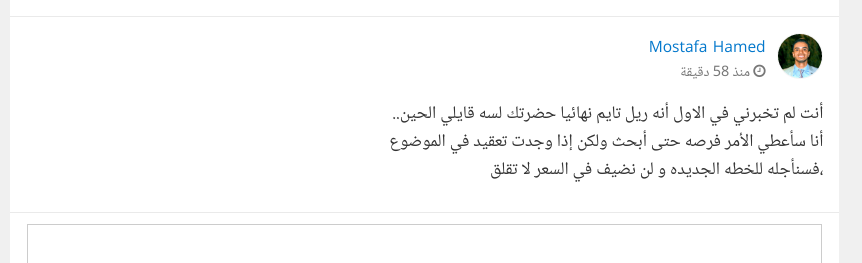 Mostafa Hamed
منذ 58 دقيقة
أنت لم تخبرني في الاول أنه ريل تايم نهائيا حضرتك لسه قايلي الحين..
أنا سأعطي الأمر فرصه حتى أبحث ولكن إذا وجدت تعقيد في الموضوع
،فسنأجله للخطه الجديده و لن نضيف في السعر لا تقلق